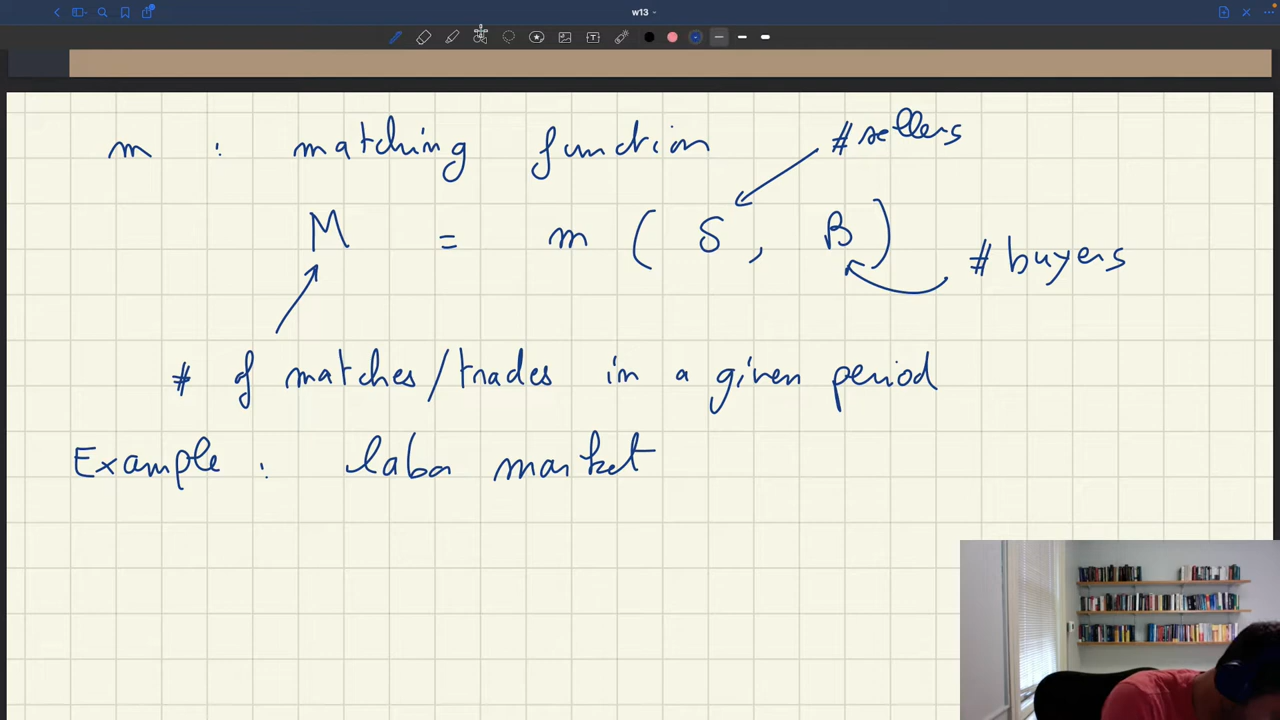 w13
m : matching function
#sellers
M = m ( S , B )
# buyers
# of matches/trades in a given period
Example : labor market